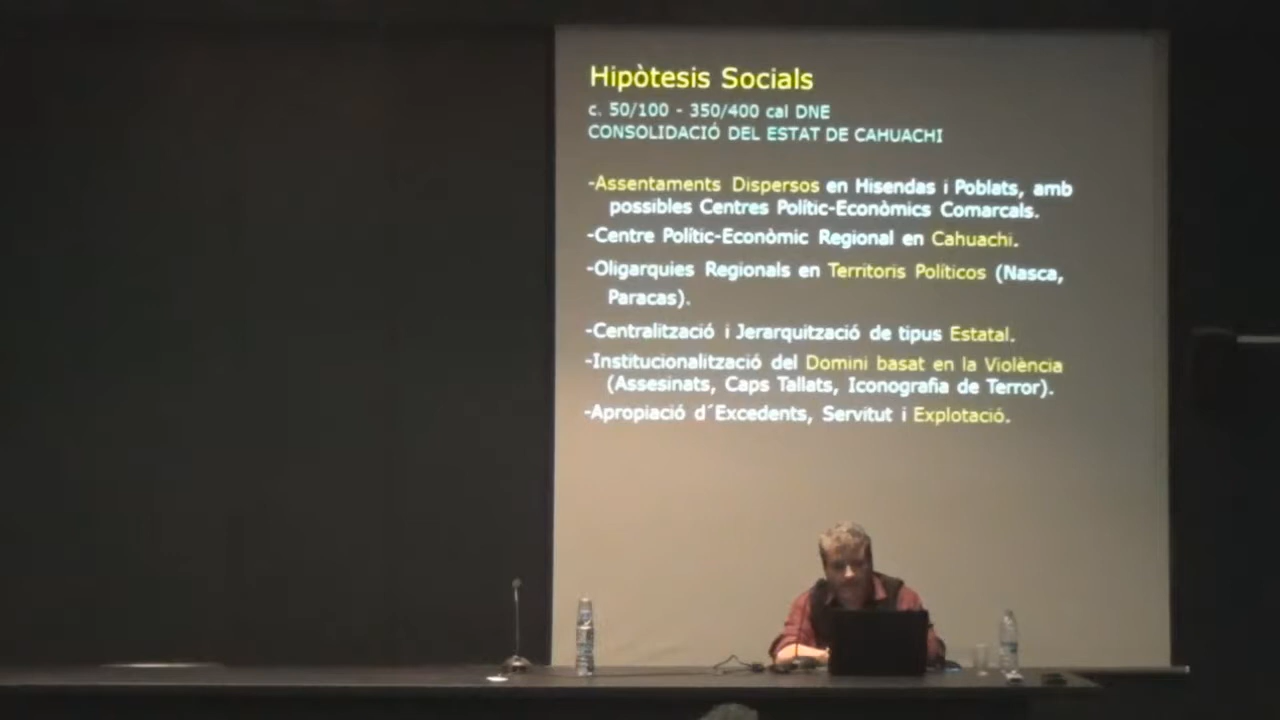 Hipòtesis Socials
c. 50/100 - 350/400 cal DNE
CONSOLIDACIÓ DEL ESTAT DE CAHUACHI
-Assentaments Dispersos en Hisendas i Poblats, amb
possibles Centres Polític-Econòmics Comarcals.
-Centre Polític-Econòmic Regional en Cahuachi.
-Oligarquies Regionals en Territoris Políticos (Nasca,
Paracas).
-Centralització i Jerarquització de tipus Estatal.
-Institucionalització del Domini basat en la Violència
(Assesinats, Caps Tallats, Iconografia de Terror).
-Apropiació d´Excedents, Servitut i Explotació.